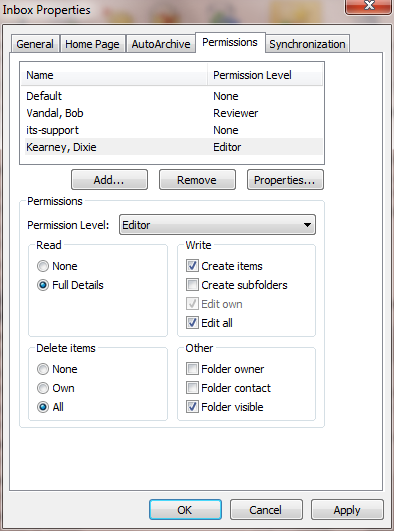 Inbox Properties
General Home Page AutoArchive Permissions Synchronization
Name Permission Level
Default None
Vandal, Bob Reviewer
its-support None
Kearney, Dixie Editor
Add... Remove Properties...
Permissions
Permission Level: Editor
Read
None
Full Details
Write
Create items
Create subfolders
Edit own
Edit all
Delete items
None
Own
All
Other
Folder owner
Folder contact
Folder visible
OK Cancel Apply